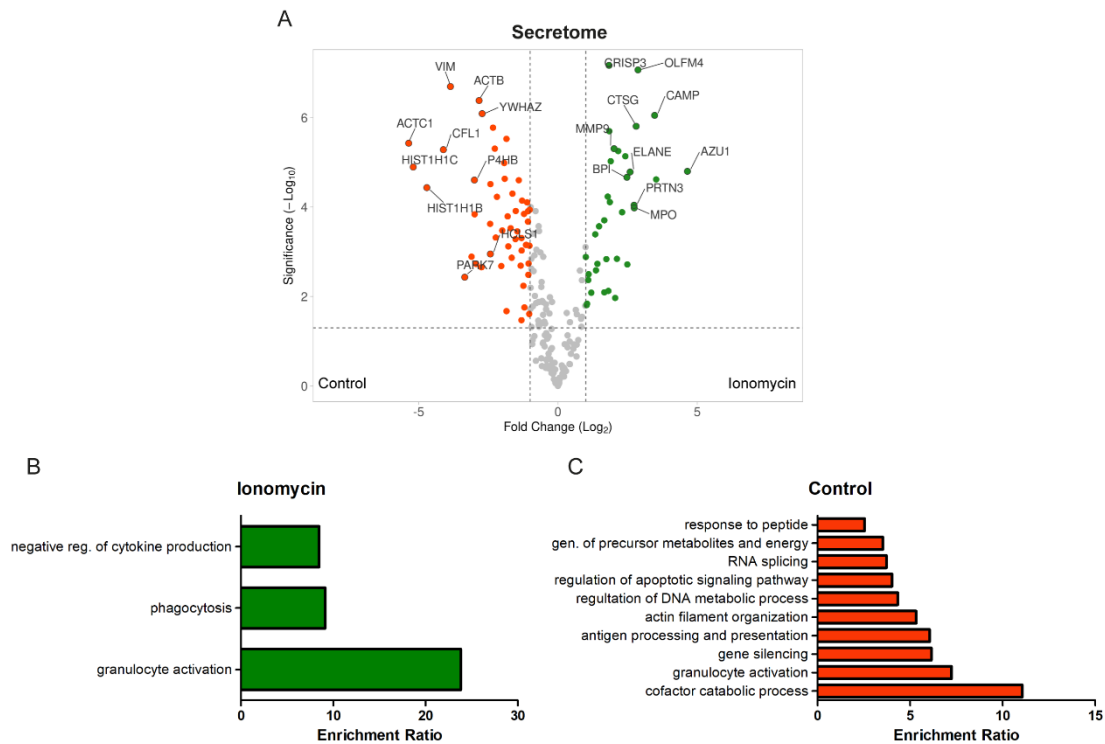 A
Secretome
VIM
ACTB
YWHAZ
ACTC1
CFL1
HIST1H1C
P4HB
HIST1H1B
HCLS1
PARK7
CRISP3
OLFM4
CTSG
CAMP
MMP9
ELANE
AZU1
BPI
PRTN3
MPO
Significance (−Log10)
6
4
2
0
Control
Ionomycin
-5
0
5
Fold Change (Log2)
B
Ionomycin
negative reg. of cytokine production
phagocytosis
granulocyte activation
0
10
20
30
Enrichment Ratio
C
Control
response to peptide
gen. of precursor metabolites and energy
RNA splicing
regulation of apoptotic signaling pathway
regultation of DNA metabolic process
actin filament organization
antigen processing and presentation
gene silencing
granulocyte activation
cofactor catabolic process
0
5
10
15
Enrichment Ratio